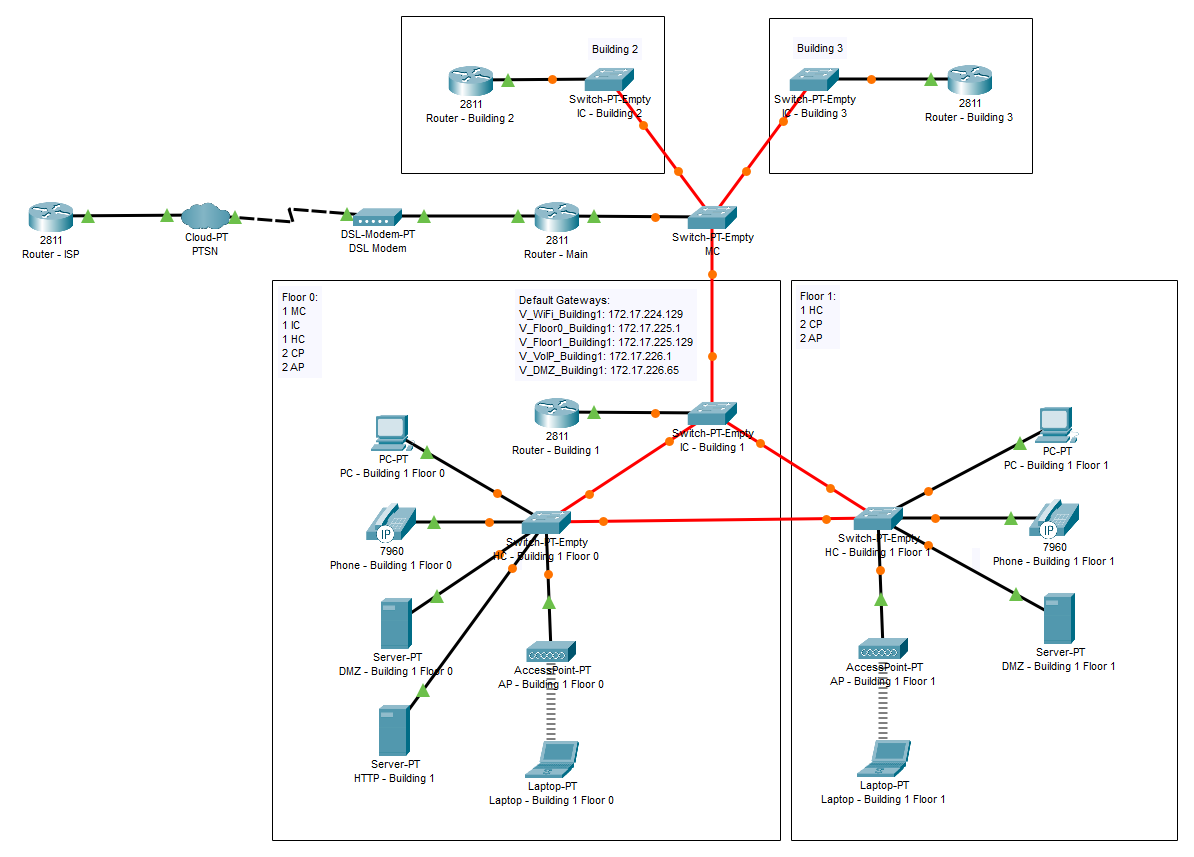 Building 2
2811
Router - Building 2
Switch-PT-Empty
IC - Building 2
Building 3
Switch-PT-Empty
IC - Building 3
2811
Router - Building 3
2811
Router - ISP
Cloud-PT
PTSN
DSL-Modem-PT
DSL Modem
2811
Router - Main
Switch-PT-Empty
MC
Floor 0:
1 MC
1 IC
1 HC
2 CP
2 AP
Default Gateways:
V_WiFi_Building1: 172.17.224.129
V_Floor0_Building1: 172.17.225.1
V_Floor1_Building1: 172.17.225.129
V_VoIP_Building1: 172.17.226.1
V_DMZ_Building1: 172.17.226.65
2811
Router - Building 1
Switch-PT-Empty
IC - Building 1
PC-PT
PC - Building 1 Floor 0
IP
7960
Phone - Building 1 Floor 0
Switch-PT-Empty
HC - Building 1 Floor 0
Server-PT
DMZ - Building 1 Floor 0
AccessPoint-PT
AP - Building 1 Floor 0
Server-PT
HTTP - Building 1
Laptop-PT
Laptop - Building 1 Floor 0
Floor 1:
1 HC
2 CP
2 AP
PC-PT
PC - Building 1 Floor 1
Switch-PT-Empty
HC - Building 1 Floor 1
IP
7960
Phone - Building 1 Floor 1
AccessPoint-PT
AP - Building 1 Floor 1
Server-PT
DMZ - Building 1 Floor 1
Laptop-PT
Laptop - Building 1 Floor 1